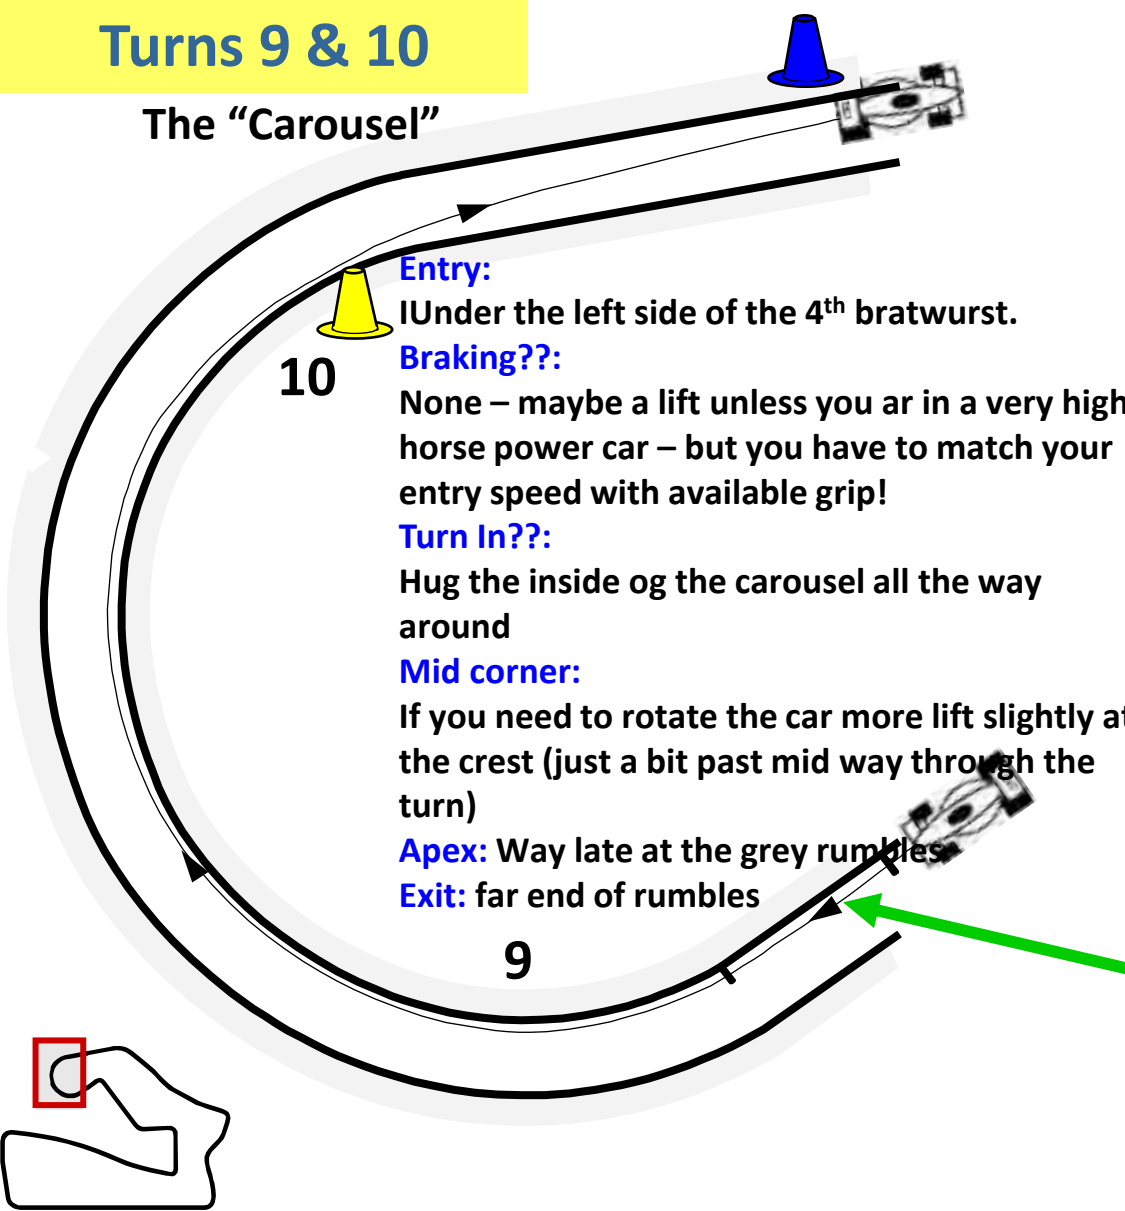 Turns 9 & 10
The “Carousel”
Entry:
IUnder the left side of the 4th bratwurst.
Braking??:
None – maybe a lift unless you ar in a very high
horse power car – but you have to match your
entry speed with available grip!
Turn In??:
Hug the inside og the carousel all the way
around
Mid corner:
If you need to rotate the car more lift slightly at
the crest (just a bit past mid way through the
turn)
Apex: Way late at the grey rumbles
Exit: far end of rumbles
10
9